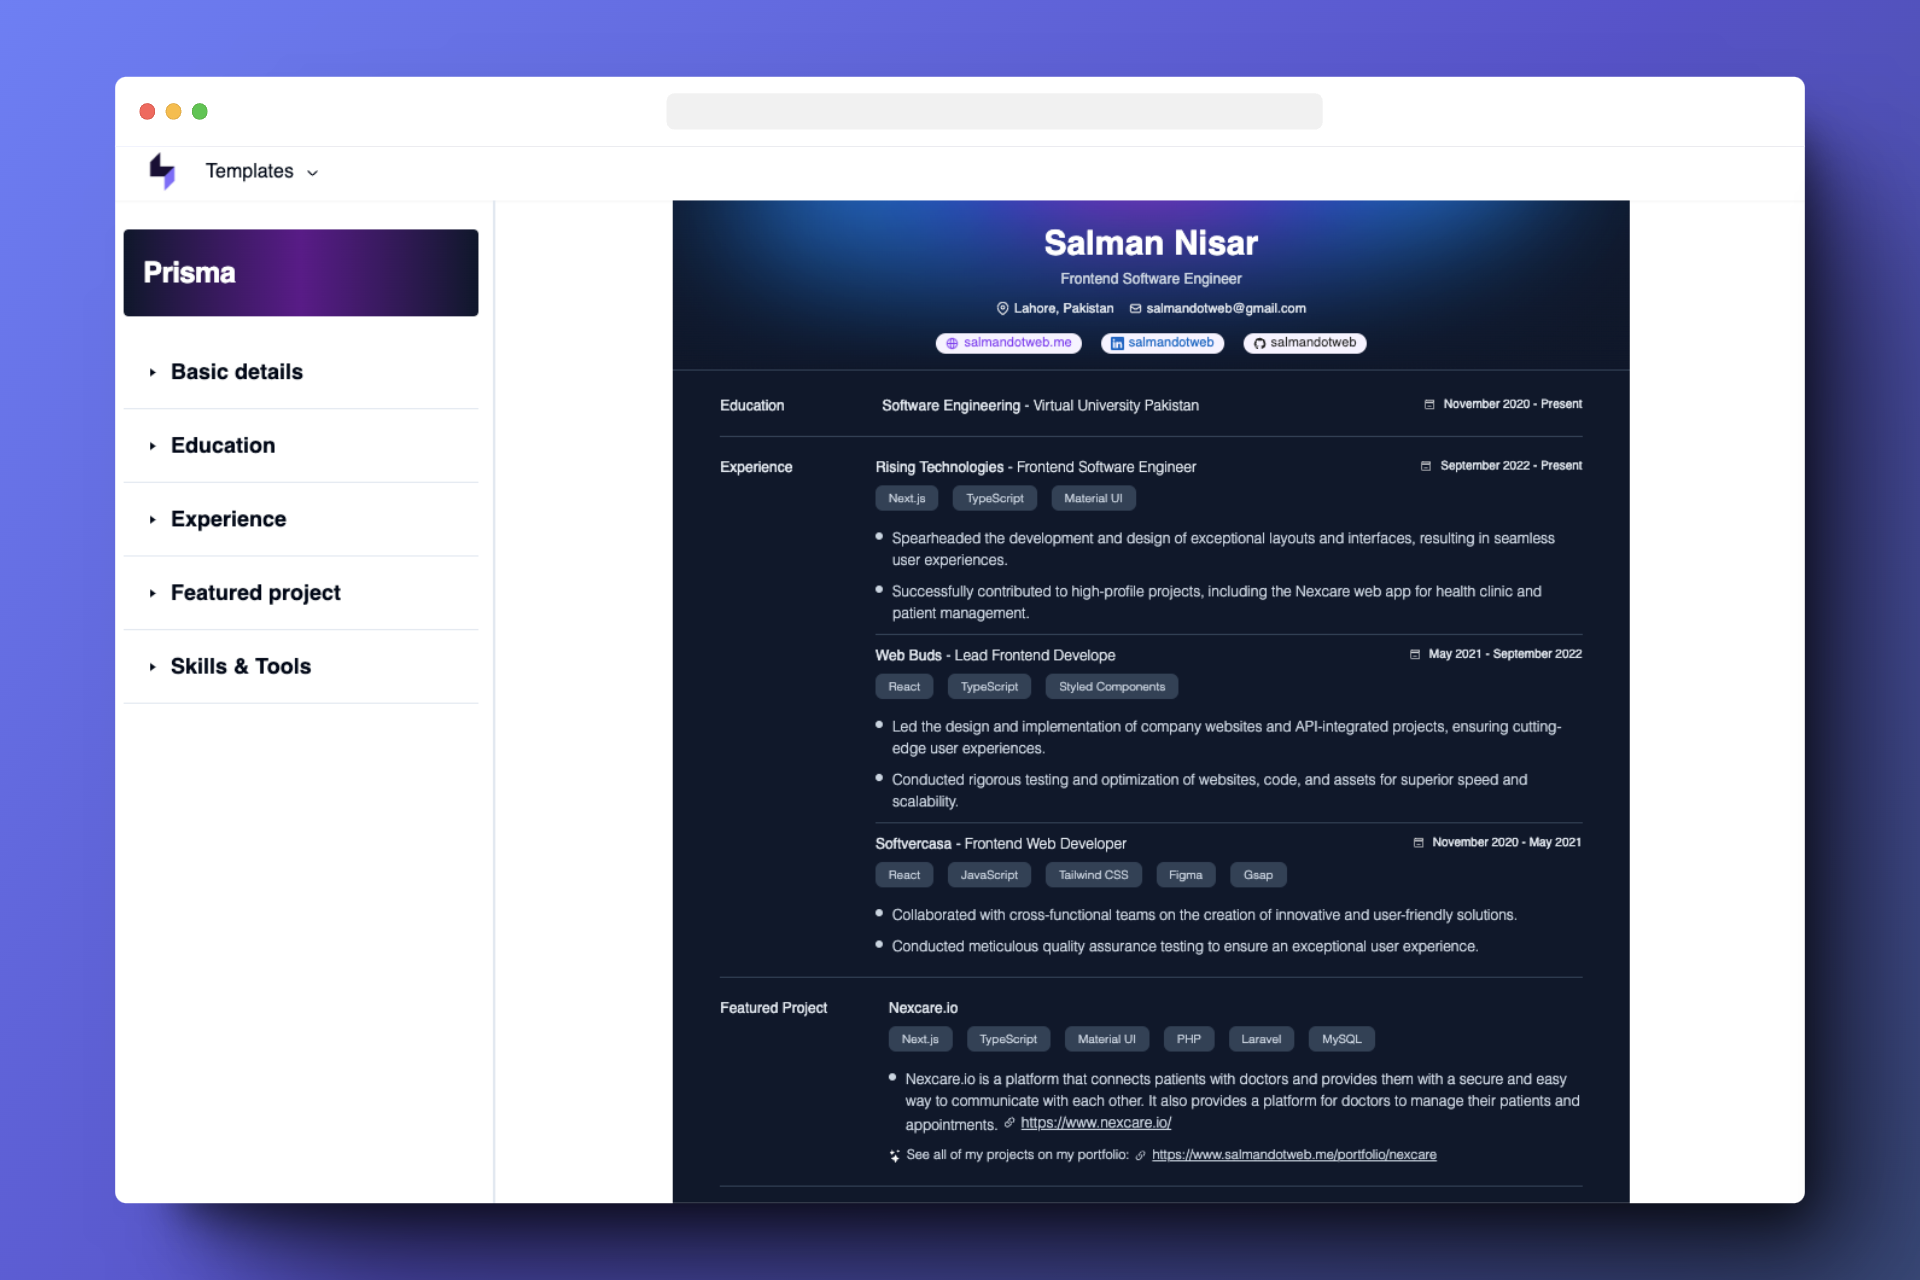 Templates
Prisma
Basic details
Education
Experience
Featured project
Skills & Tools
Salman Nisar
Frontend Software Engineer
Lahore, Pakistan salmandotweb@gmail.com
salmandotweb.me salmandotweb salmandotweb
Education Software Engineering - Virtual University Pakistan November 2020 - Present
Experience Rising Technologies - Frontend Software Engineer September 2022 - Present
Next.js TypeScript Material UI
Spearheaded the development and design of exceptional layouts and interfaces, resulting in seamless
user experiences.
Successfully contributed to high-profile projects, including the Nexcare web app for health clinic and
patient management.
Web Buds - Lead Frontend Develope May 2021 - September 2022
React TypeScript Styled Components
Led the design and implementation of company websites and API-integrated projects, ensuring cutting-
edge user experiences.
Conducted rigorous testing and optimization of websites, code, and assets for superior speed and
scalability.
Softvercasa - Frontend Web Developer November 2020 - May 2021
React JavaScript Tailwind CSS Figma Gsap
Collaborated with cross-functional teams on the creation of innovative and user-friendly solutions.
Conducted meticulous quality assurance testing to ensure an exceptional user experience.
Featured Project Nexcare.io
Next.js TypeScript Material UI PHP Laravel MySQL
Nexcare.io is a platform that connects patients with doctors and provides them with a secure and easy
way to communicate with each other. It also provides a platform for doctors to manage their patients and
appointments. https://www.nexcare.io/
See all of my projects on my portfolio: https://www.salmandotweb.me/portfolio/nexcare